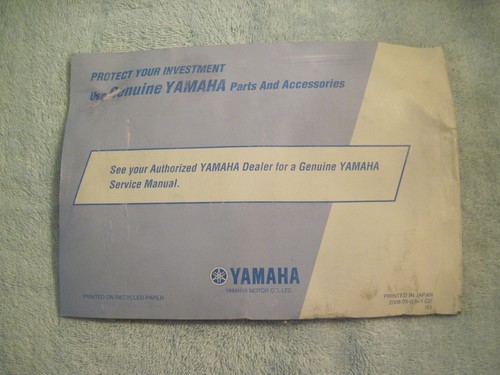 PROTECT YOUR INVESTMENT
Use Genuine YAMAHA Parts And Accessories
See your Authorized YAMAHA Dealer for a Genuine YAMAHA
Service Manual.
YAMAHA
YAMAHA MOTOR CO., LTD.
PRINTED ON RECYCLED PAPER
PRINTED IN JAPAN